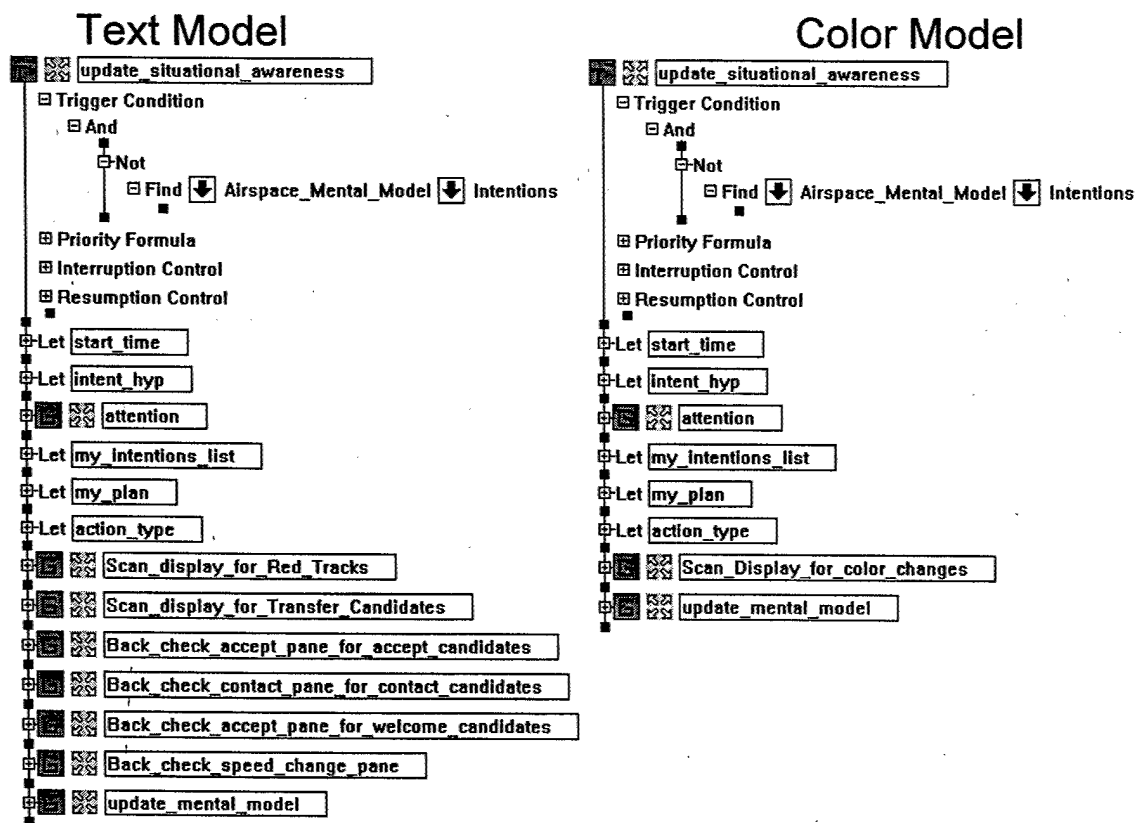 Text Model
update_situational_awareness
Trigger Condition
And
Not
Find Airspace_Mental_Model Intentions
Priority Formula
Interruption Control
Resumption Control
Let start_time
Let intent_hyp
attention
Let my_intentions_list
Let my_plan
Let action_type
Scan_display_for_Red_Tracks
Scan_display_for_Transfer_Candidates
Back_check_accept_pane_for_accept_candidates
Back_check_contact_pane_for_contact_candidates
Back_check_accept_pane_for_welcome_candidates
Back_check_speed_change_pane
update_mental_model
Color Model
update_situational_awareness
Trigger Condition
And
Not
Find Airspace_Mental_Model Intentions
Priority Formula
Interruption Control
Resumption Control
Let start_time
Let intent_hyp
attention
Let my_intentions_list
Let my_plan
Let action_type
Scan_Display_for_color_changes
update_mental_model